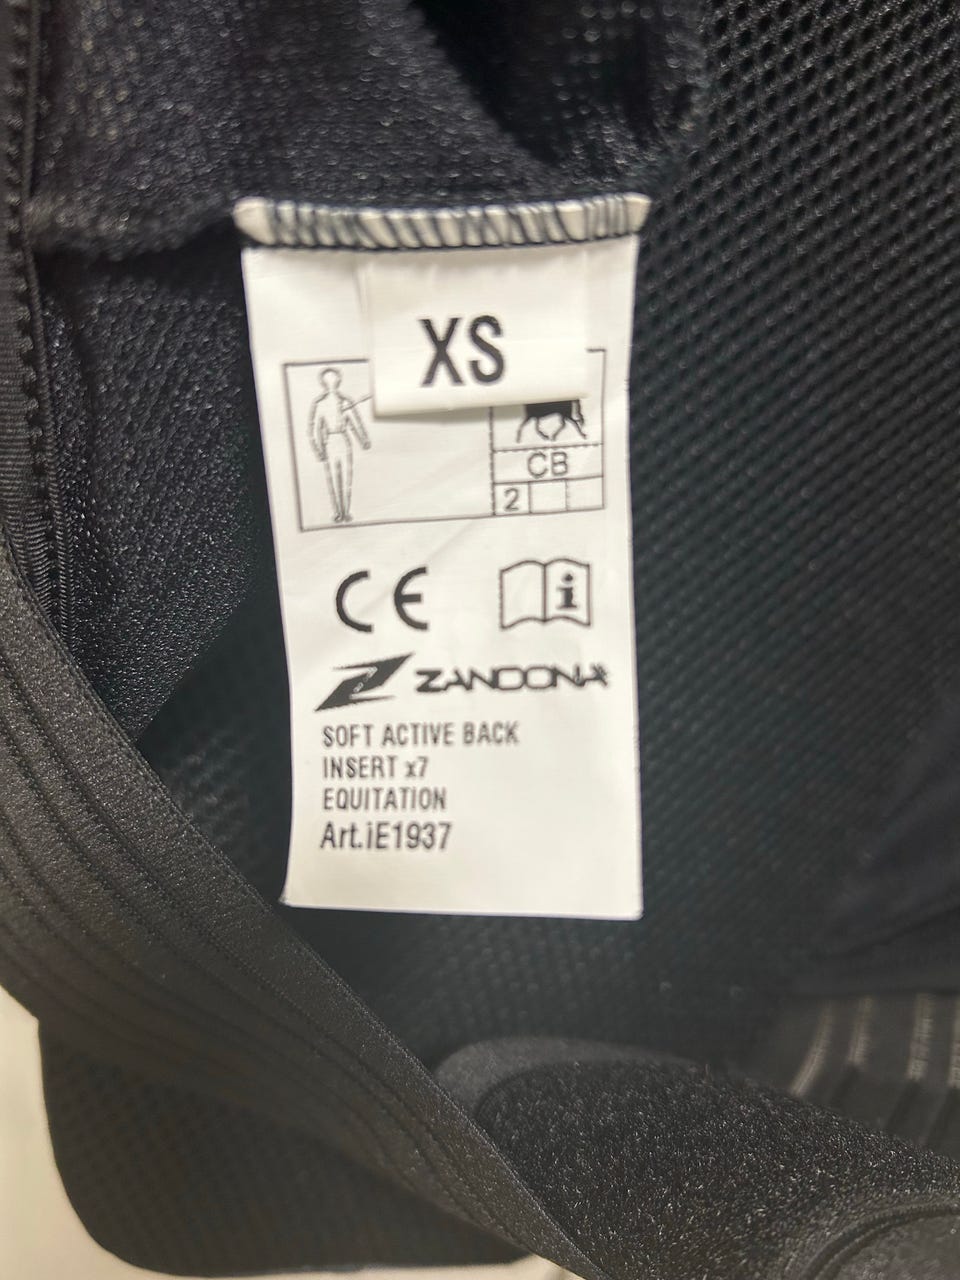 XS
CB
2
CE
i
ZANDONA
SOFT ACTIVE BACK
INSERT x7
EQUITATION
Art.iE1937